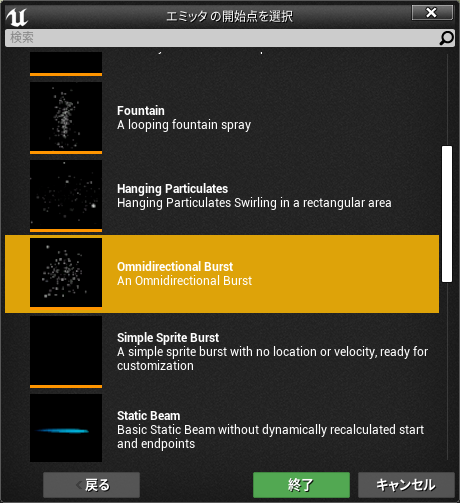 エミッタの開始点を選択
検索
Fountain
A looping fountain spray
Hanging Particulates
Hanging Particulates Swirling in a rectangular area
Omnidirectional Burst
An Omnidirectional Burst
Simple Sprite Burst
A simple sprite burst with no location or velocity, ready for
customization
Static Beam
Basic Static Beam without dynamically recalculated start
and endpoints
戻る
終了
キャンセル